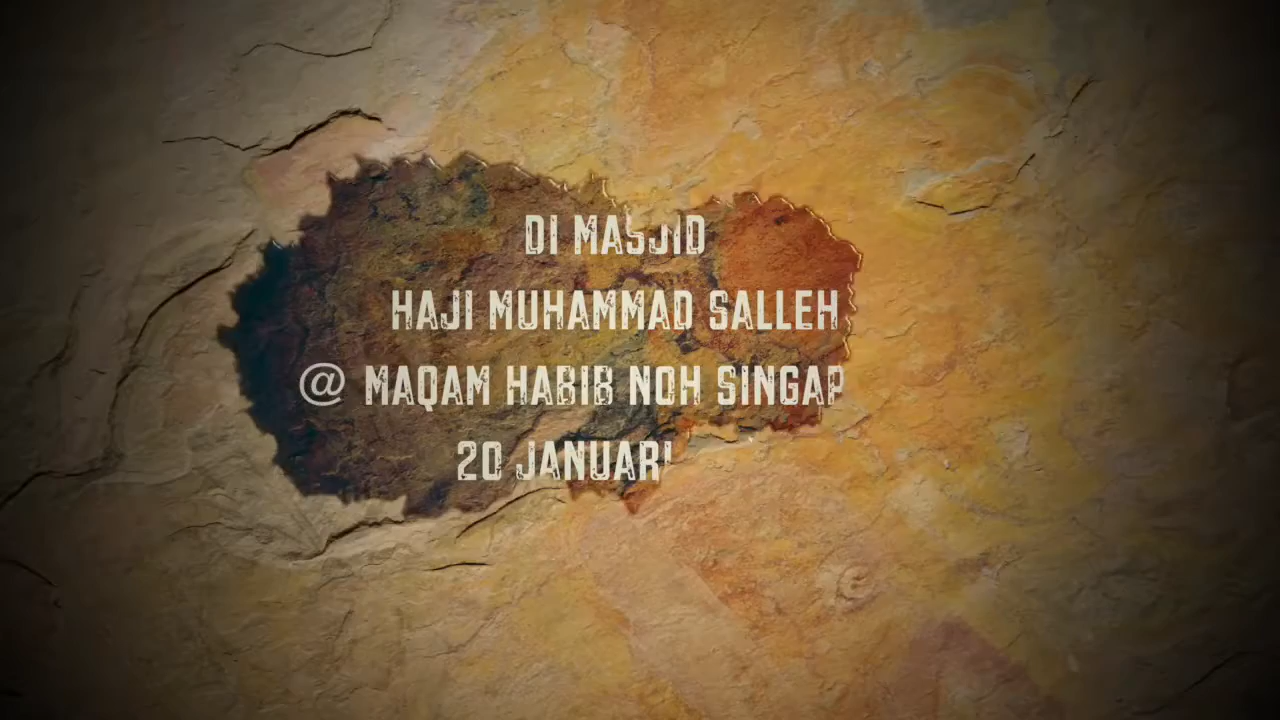 DI MASJID
HAJI MUHAMMAD SALLEH
@ MAQAM HABIB NOH SINGAP
20 JANUARI